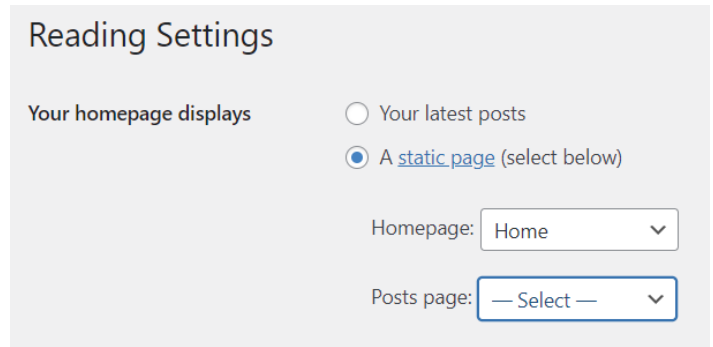 Reading Settings
Your homepage displays
Your latest posts
A static page (select below)
Homepage: Home
Posts page: — Select —